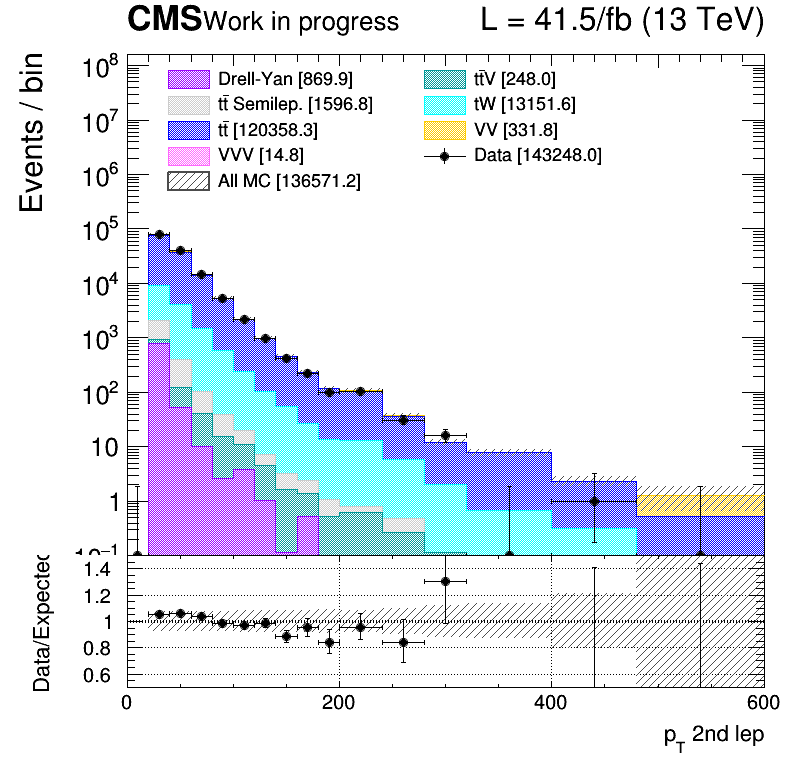 CMS Work in progress L = 41.5/fb (13 TeV)
Events / bin
10⁸
10⁷
10⁶
10⁵
10⁴
10³
10²
10
1
10⁻¹
Drell-Yan [869.9]
tt̄ Semilep. [1596.8]
tt̄ [120358.3]
VVV [14.8]
All MC [136571.2]
tt̄V [248.0]
tW [13151.6]
VV [331.8]
Data [143248.0]
Data/Expected
1.4
1.2
1
0.8
0.6
0 200 400 600
p_T 2nd lep